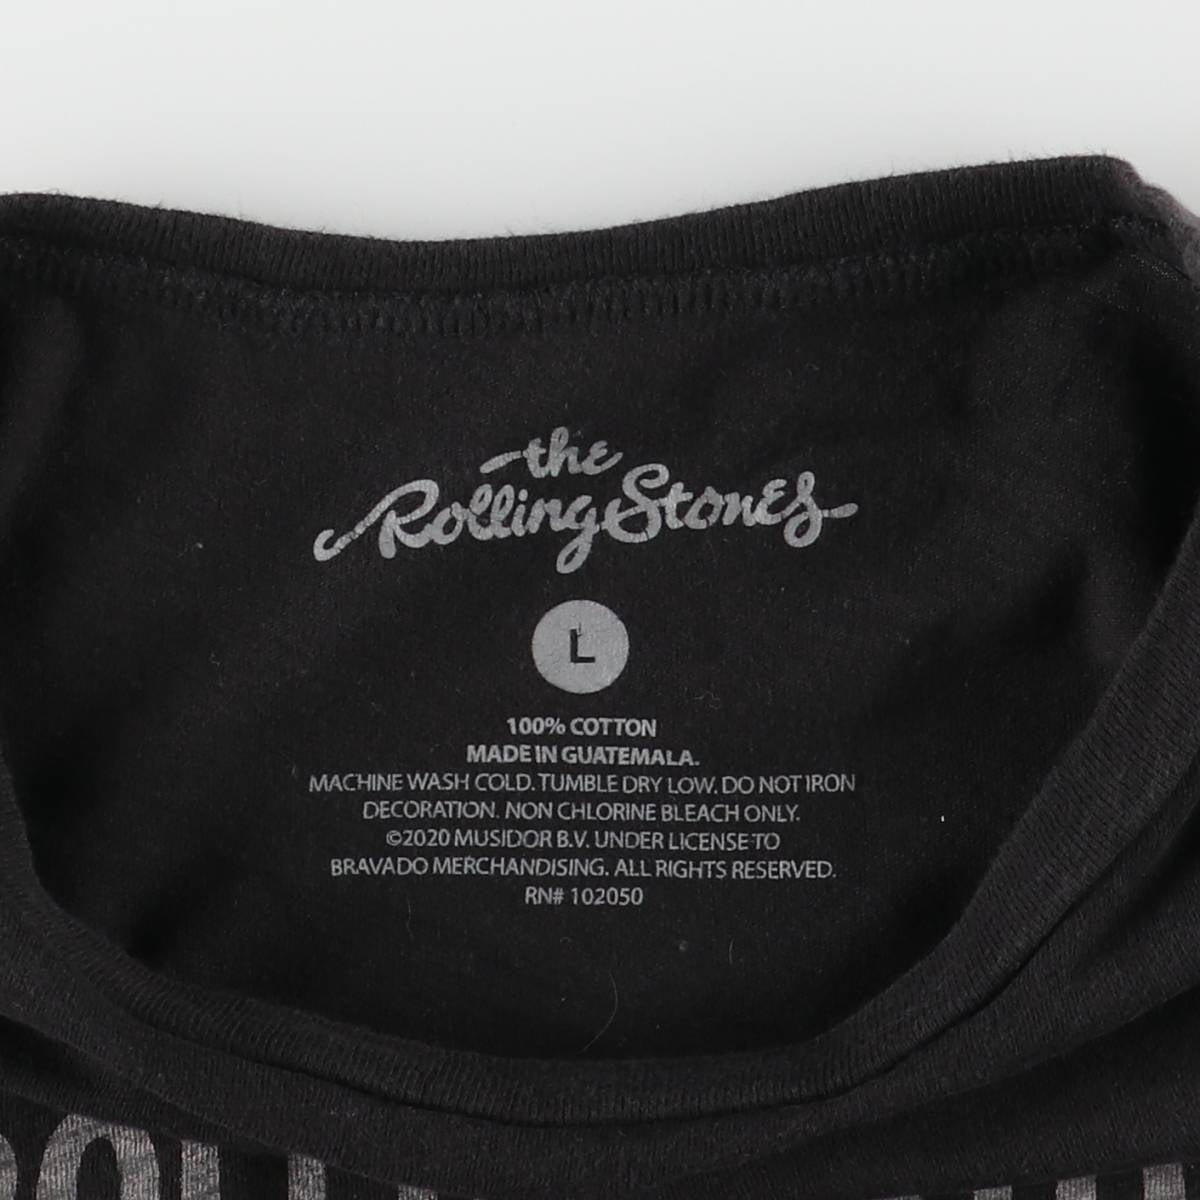 the
Rolling Stones
L
100% COTTON
MADE IN GUATEMALA.
MACHINE WASH COLD. TUMBLE DRY LOW. DO NOT IRON
DECORATION. NON CHLORINE BLEACH ONLY.
©2020 MUSIDOR B.V. UNDER LICENSE TO
BRAVADO MERCHANDISING. ALL RIGHTS RESERVED.
RN# 102050